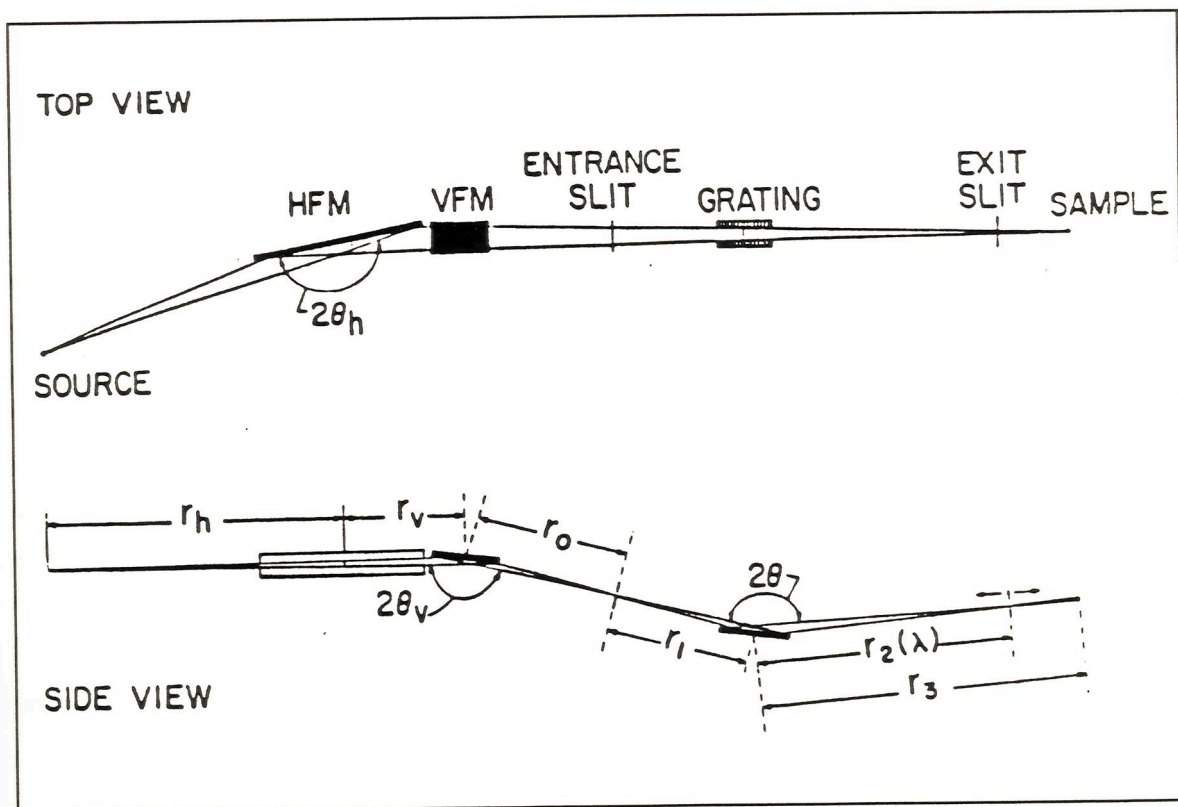 TOP VIEW
ENTRANCE
SLIT
EXIT
SLIT
HFM
VFM
GRATING
SAMPLE
2θh
SOURCE
rh
rv
r0
2θv
2θ
r1
r2(λ)
r3
SIDE VIEW